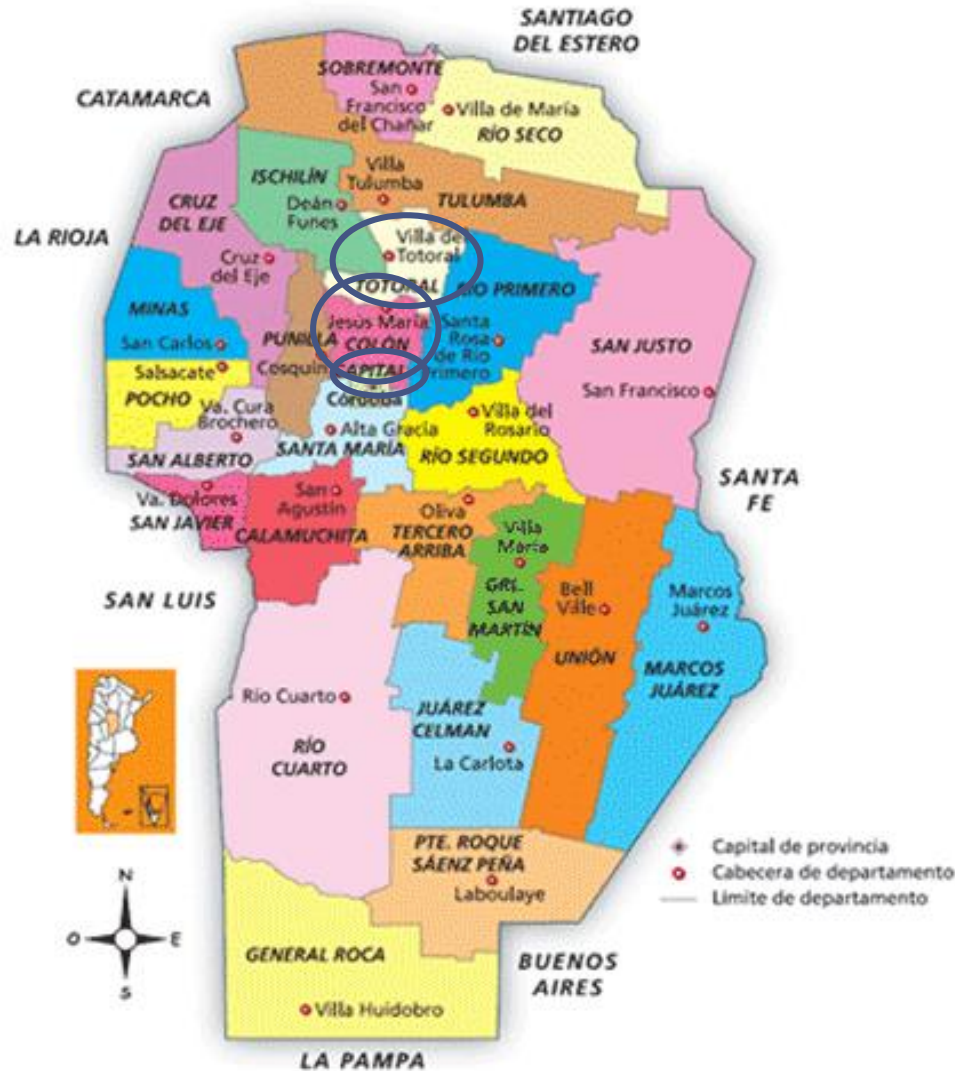 SANTIAGO
DEL ESTERO
CATAMARCA
SOBREMONTE
San
Francisco
del Chañar
Villa de María
RÍO SECO
ISCHILÍN
Villa
Tulumba
TULUMBA
CRUZ
DEL EJE
Deán
Funes
LA RIOJA
Villa de
Totoral
Cruz
del Eje
TOTORAL
RÍO PRIMERO
MINAS
Jesús María
PUNILLA
COLÓN
Santa
Rosa
de Río
Primero
SAN JUSTO
San Carlos
Cosquín
CAPITAL
Salsacate
Córdoba
San Francisco
POCHO
Va. Cura
Brochero
Alta Gracia
Villa del
Rosario
SANTA MARÍA
RÍO SEGUNDO
SAN ALBERTO
SANTA
FE
Va. Dolores
SAN JAVIER
San
Agustín
CALAMUCHITA
Oliva
TERCERO
ARRIBA
Villa
María
GRL.
SAN
MARTÍN
Bell
Ville
UNIÓN
Marcos
Juárez
MARCOS
JUÁREZ
SAN LUIS
Río Cuarto
RÍO
CUARTO
JUÁREZ
CELMAN
La Carlota
PTE. ROQUE
SÁENZ PEÑA
Laboulaye
Capital de provincia
Cabecera de departamento
Límite de departamento
N
O
E
S
GENERAL ROCA
BUENOS
AIRES
Villa Huidobro
LA PAMPA